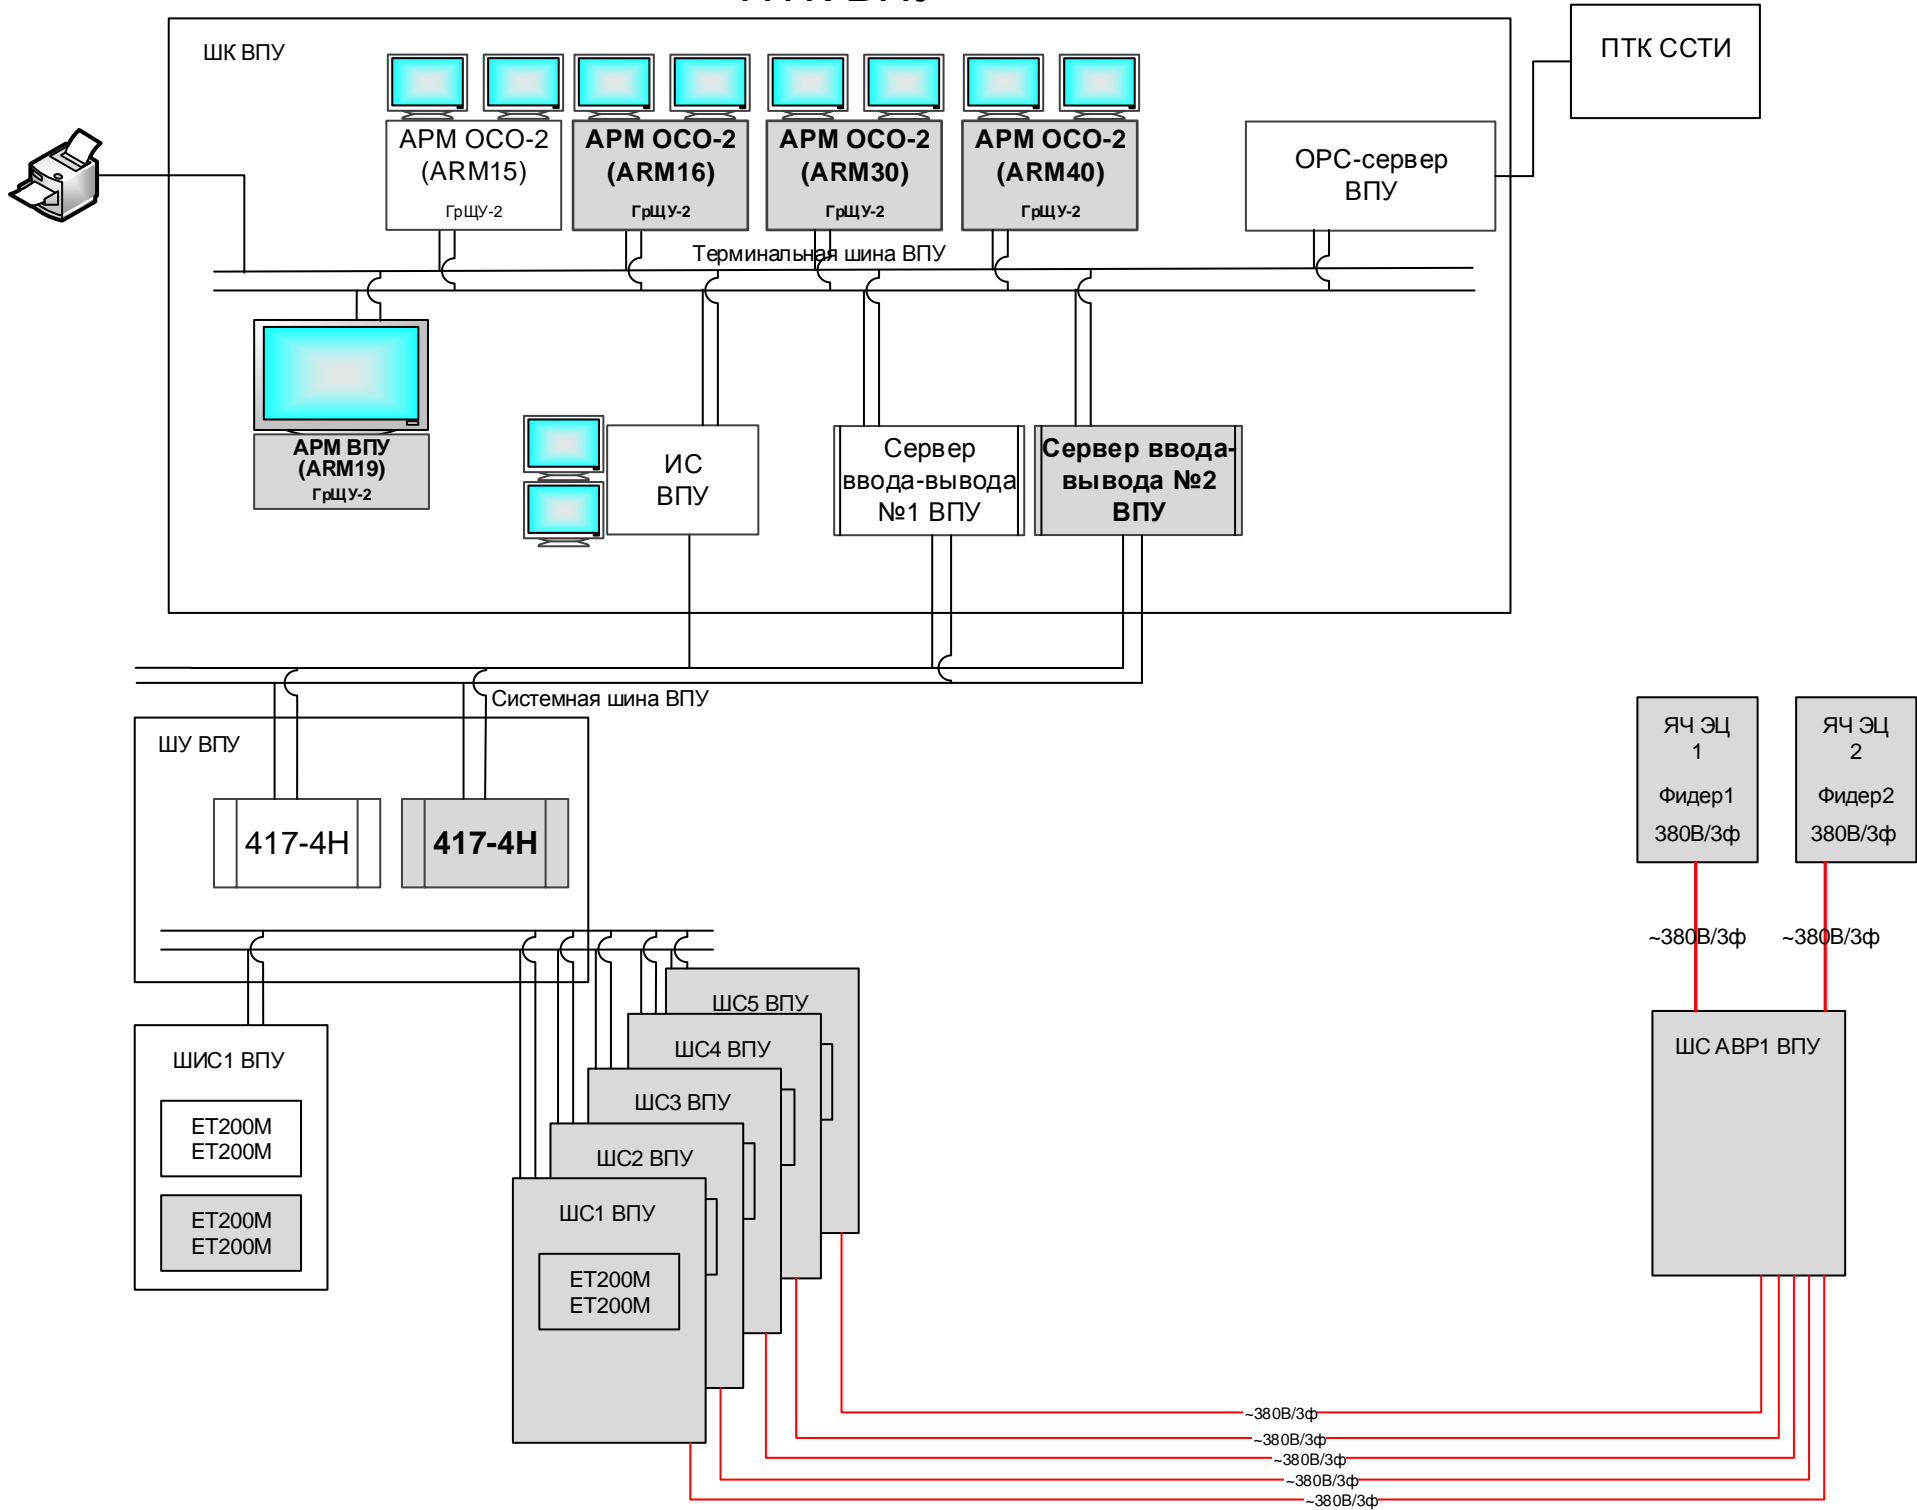 ШК ВПУ
ПТК ССТИ
АРМ ОСО-2
(ARM15)
ГрЩУ-2
АРМ ОСО-2
(ARM16)
ГрЩУ-2
АРМ ОСО-2
(ARM30)
ГрЩУ-2
АРМ ОСО-2
(ARM40)
ГрЩУ-2
ОРС-сервер
ВПУ
Терминальная шина ВПУ
АРМ ВПУ
(ARM19)
ГрЩУ-2
ИС
ВПУ
Сервер
ввода-вывода
№1 ВПУ
Сервер ввода-
вывода №2
ВПУ
Системная шина ВПУ
ШУ ВПУ
417-4H
417-4H
ЯЧ ЭЦ
1
Фидер1
380В/3ф
ЯЧ ЭЦ
2
Фидер2
380В/3ф
~380В/3ф
~380В/3ф
ШС5 ВПУ
ШС4 ВПУ
ШС3 ВПУ
ШС2 ВПУ
ШС1 ВПУ
ET200M
ET200M
ШИС1 ВПУ
ET200M
ET200M
ET200M
ET200M
ШС АВР1 ВПУ
~380В/3ф
~380В/3ф
~380В/3ф
~380В/3ф
~380В/3ф